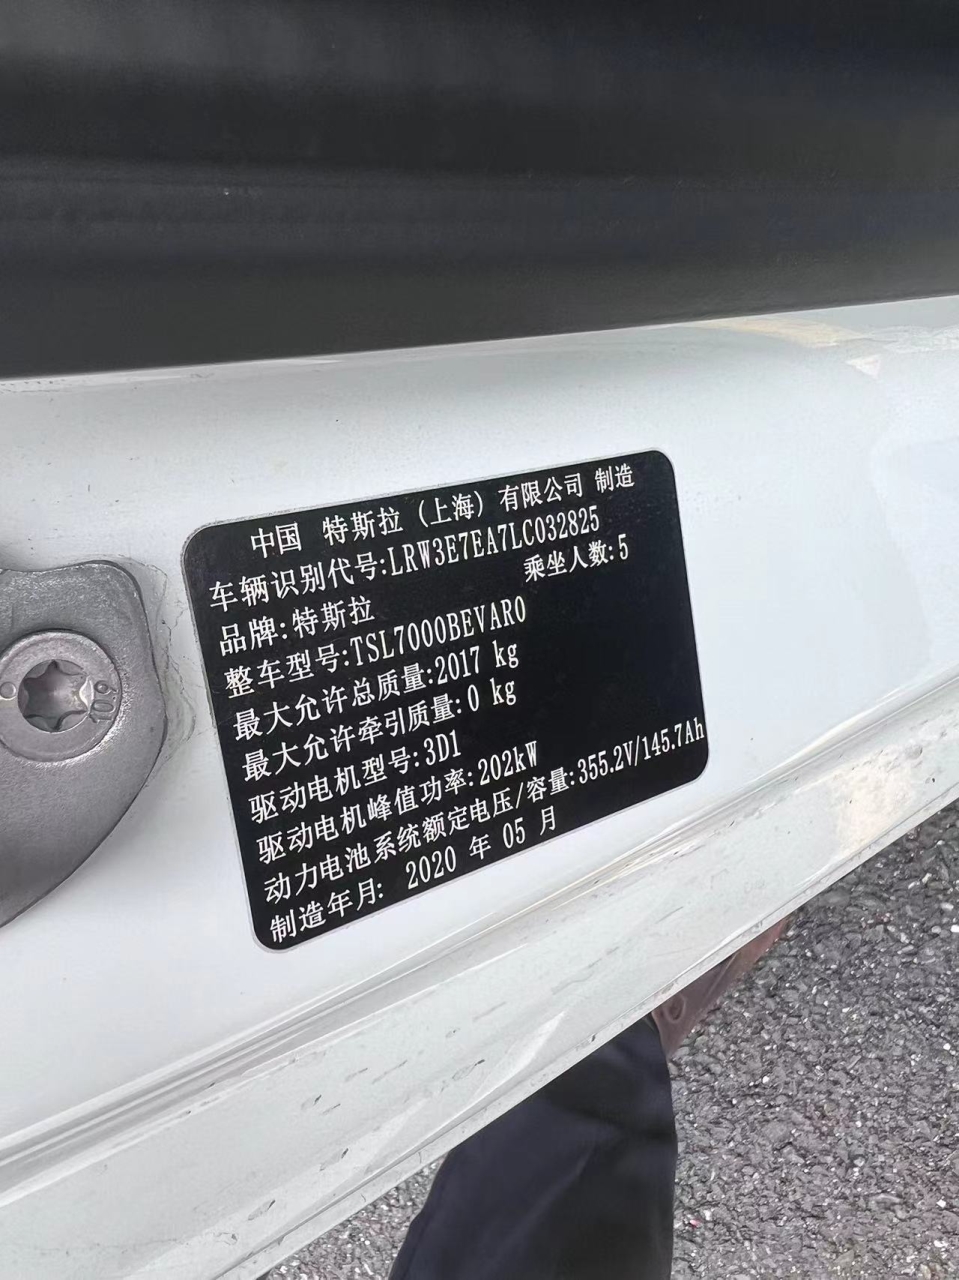 中国 特斯拉 (上海) 有限公司 制造
车辆识别代号:LRW3E7EA7LC032825
品牌:特斯拉 乘坐人数:5
整车型号:TSL7000BEVAR0
最大允许总质量:2017 kg
最大允许牵引质量:0 kg
驱动电机型号:3D1
驱动电机峰值功率:202kW
动力电池系统额定电压/容量:355.2V/145.7Ah
制造年月: 2020 年 05 月